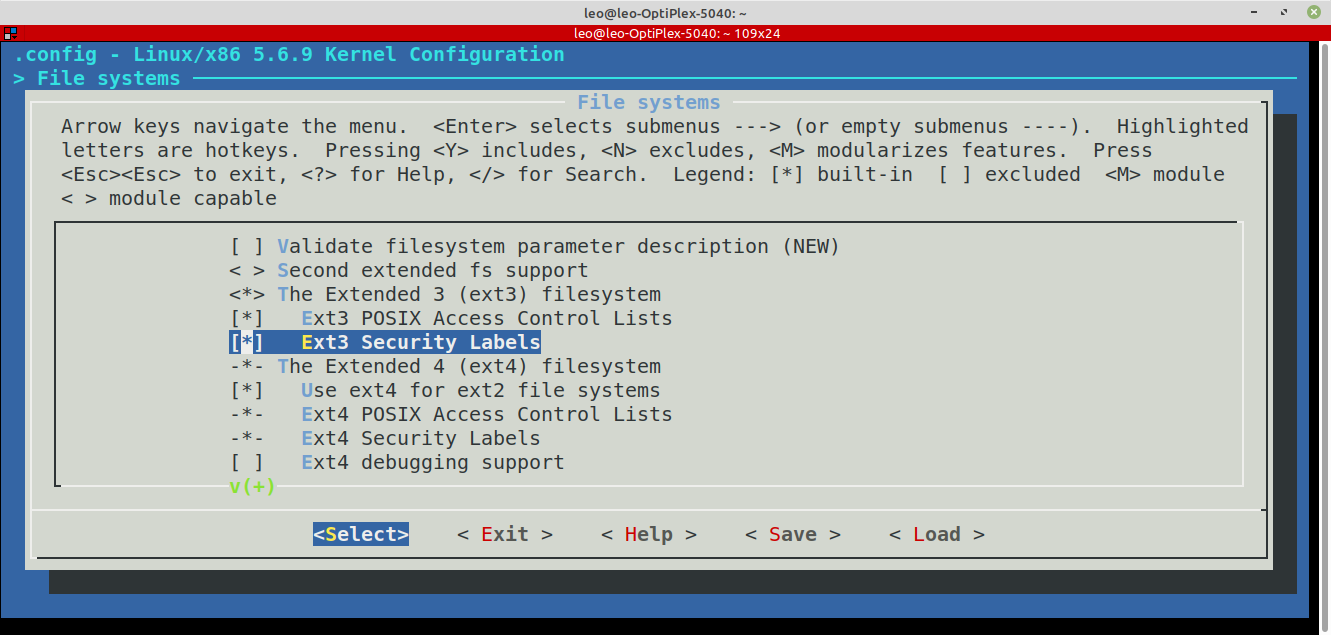 leo@leo-OptiPlex-5040: ~
leo@leo-OptiPlex-5040: ~ 109x24
.config - Linux/x86 5.6.9 Kernel Configuration
> File systems
File systems
Arrow keys navigate the menu.  <Enter> selects submenus ---> (or empty submenus ----).  Highlighted
letters are hotkeys.  Pressing <Y> includes, <N> excludes, <M> modularizes features.  Press
<Esc><Esc> to exit, <?> for Help, </> for Search.  Legend: [*] built-in  [ ] excluded  <M> module
< > module capable
[ ] Validate filesystem parameter description (NEW)
< > Second extended fs support
<*> The Extended 3 (ext3) filesystem
[*]   Ext3 POSIX Access Control Lists
[*]   Ext3 Security Labels
-*- The Extended 4 (ext4) filesystem
[*]   Use ext4 for ext2 file systems
-*-   Ext4 POSIX Access Control Lists
-*-   Ext4 Security Labels
[ ]   Ext4 debugging support
v(+)
<Select>    < Exit >    < Help >    < Save >    < Load >